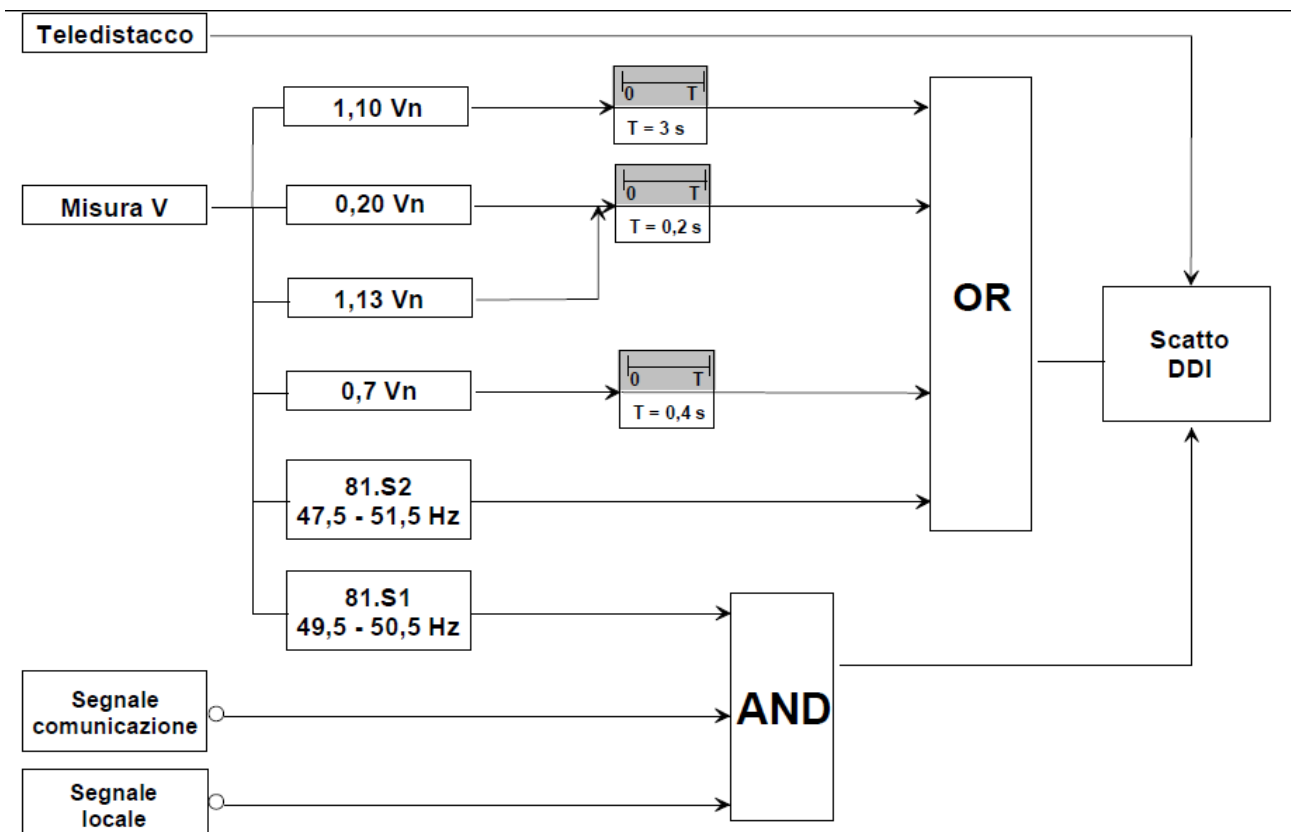 Teledistacco
0 T
1,10 Vn
T = 3 s
0 T
Misura V
0,20 Vn
T = 0,2 s
1,13 Vn
OR
Scatto
DDI
0 T
0,7 Vn
T = 0,4 s
81.S2
47,5 - 51,5 Hz
81.S1
49,5 - 50,5 Hz
Segnale
comunicazione
AND
Segnale
locale